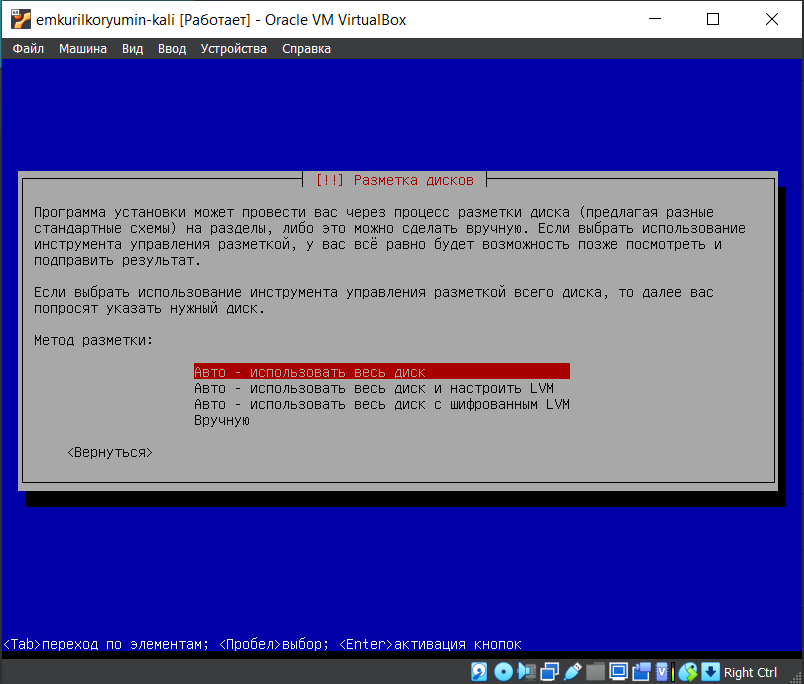 emkurilkoryumin-kali [Работает] - Oracle VM VirtualBox
Файл Машина Вид Ввод Устройства Справка
[!!] Разметка дисков
Программа установки может провести вас через процесс разметки диска (предлагая разные
стандартные схемы) на разделы, либо это можно сделать вручную. Если выбрать использование
инструмента управления разметкой, у вас всё равно будет возможность позже посмотреть и
подправить результат.
Если выбрать использование инструмента управления разметкой всего диска, то далее вас
попросят указать нужный диск.
Метод разметки:
Авто - использовать весь диск
Авто - использовать весь диск и настроить LVM
Авто - использовать весь диск с шифрованным LVM
Вручную
<Вернуться>
<Tab>переход по элементам; <Пробел>выбор; <Enter>активация кнопок
Right Ctrl